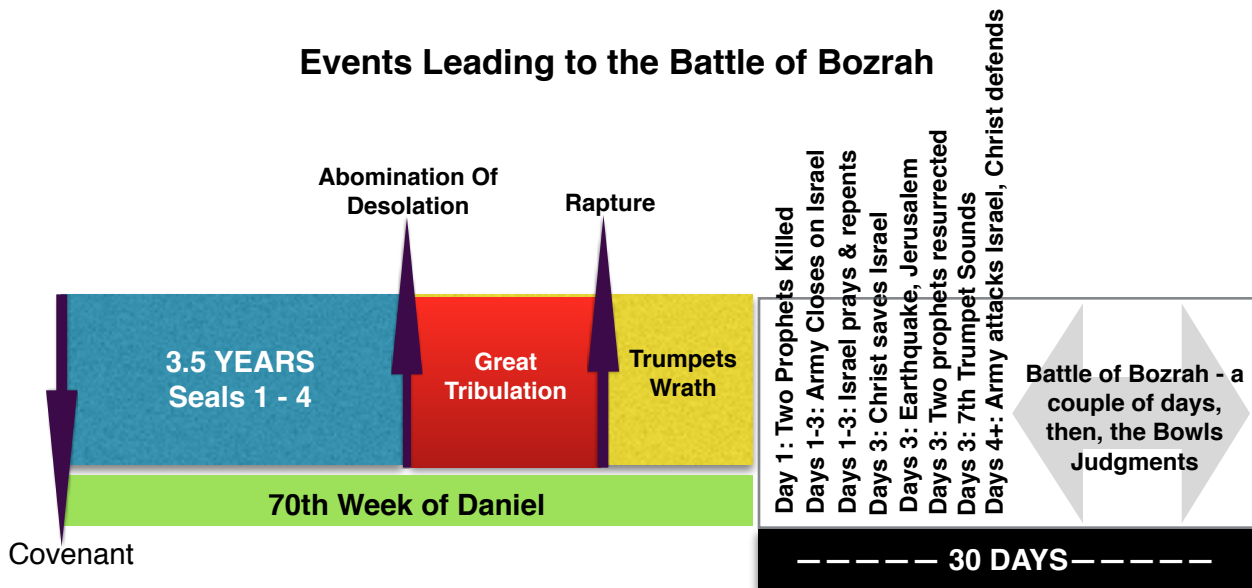 Events Leading to the Battle of Bozrah
Abomination Of
Desolation
Rapture
3.5 YEARS
Seals 1 - 4
Great
Tribulation
Trumpets
Wrath
70th Week of Daniel
Covenant
Day 1: Two Prophets Killed
Days 1-3: Army Closes on Israel
Days 1-3: Israel prays & repents
Days 3: Christ saves Israel
Days 3: Earthquake, Jerusalem
Days 3: Two prophets resurrected
Days 3: 7th Trumpet Sounds
Days 4+: Army attacks Israel, Christ defends
Battle of Bozrah - a
couple of days,
then, the Bowls
Judgments
— — — — — 30 DAYS— — — — —